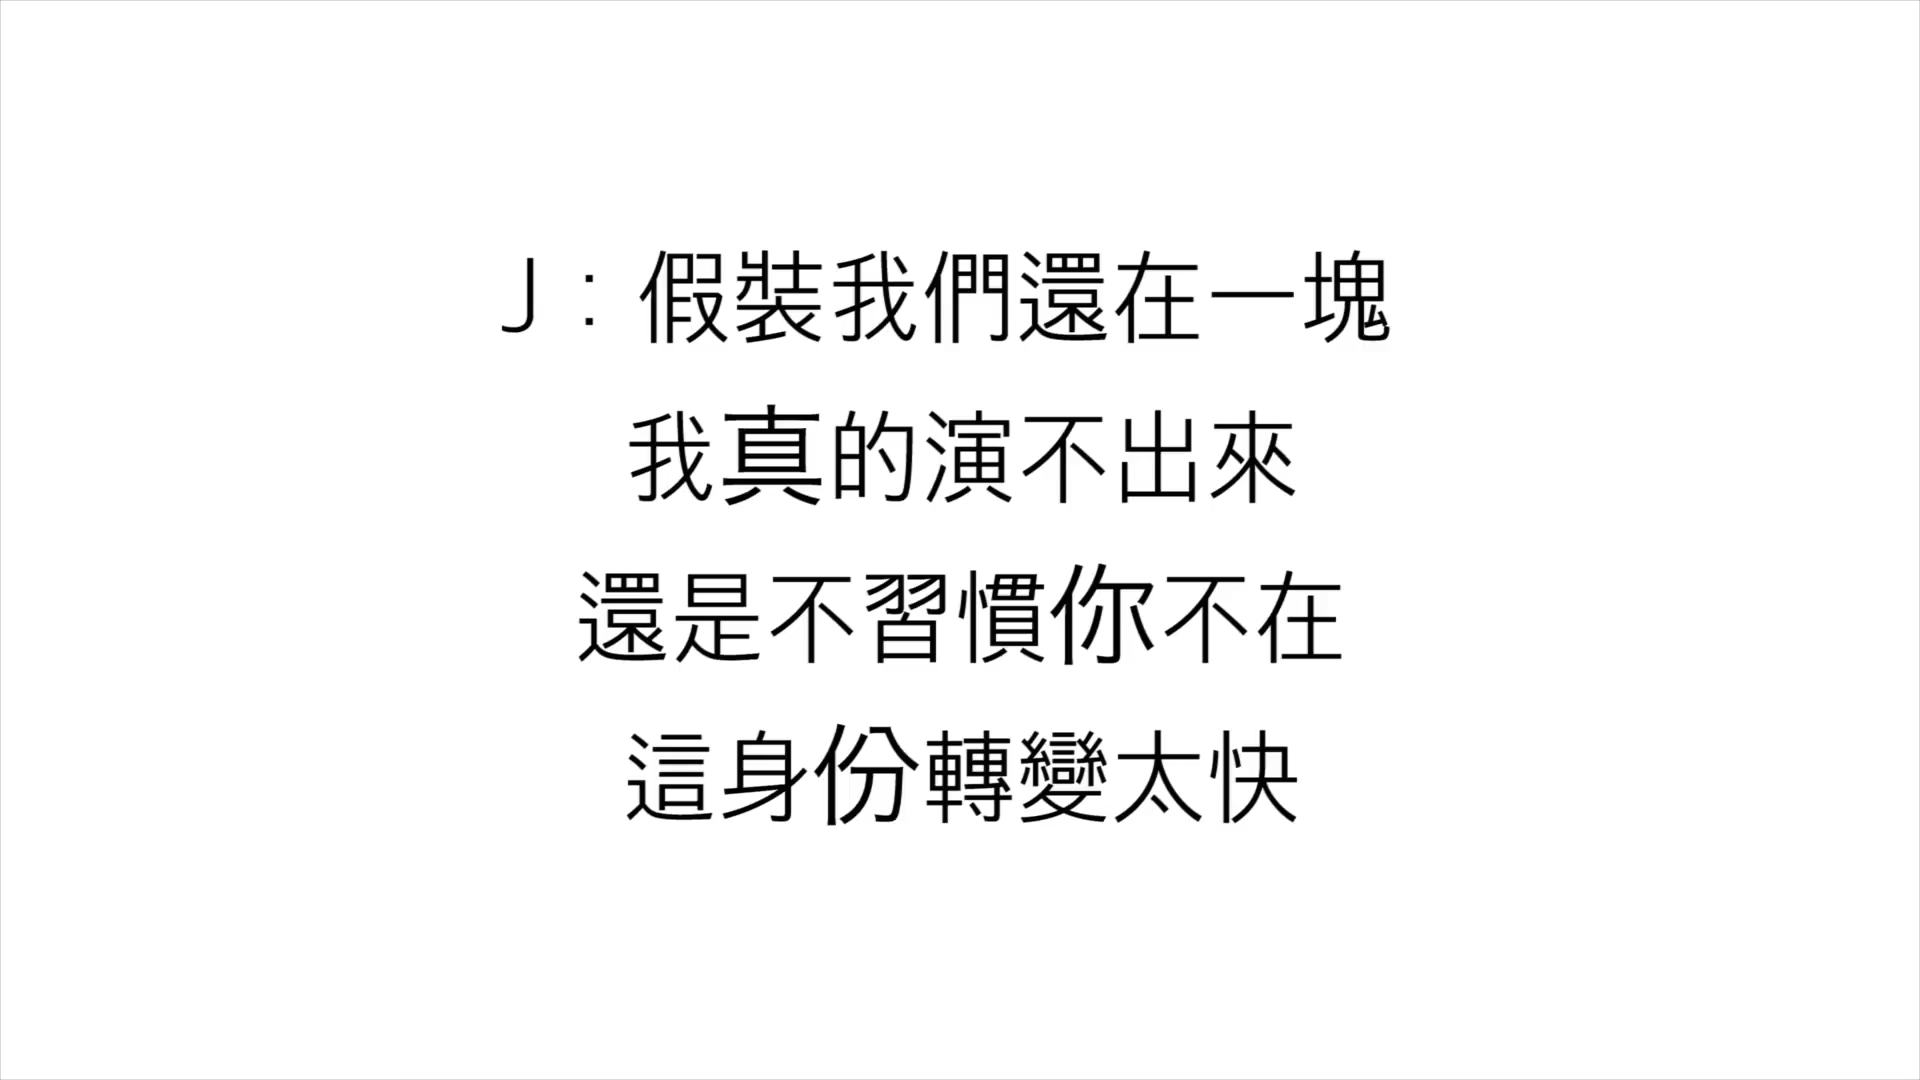 J：假裝我們還在一塊
我真的演不出來
還是不習慣你不在
這身份轉變太快